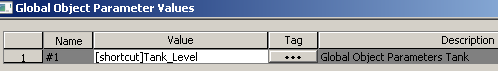 Global Object Parameter Values
Name Value Tag Description
1 #1 [shortcut]Tank_Level ••• Global Object Parameters Tank